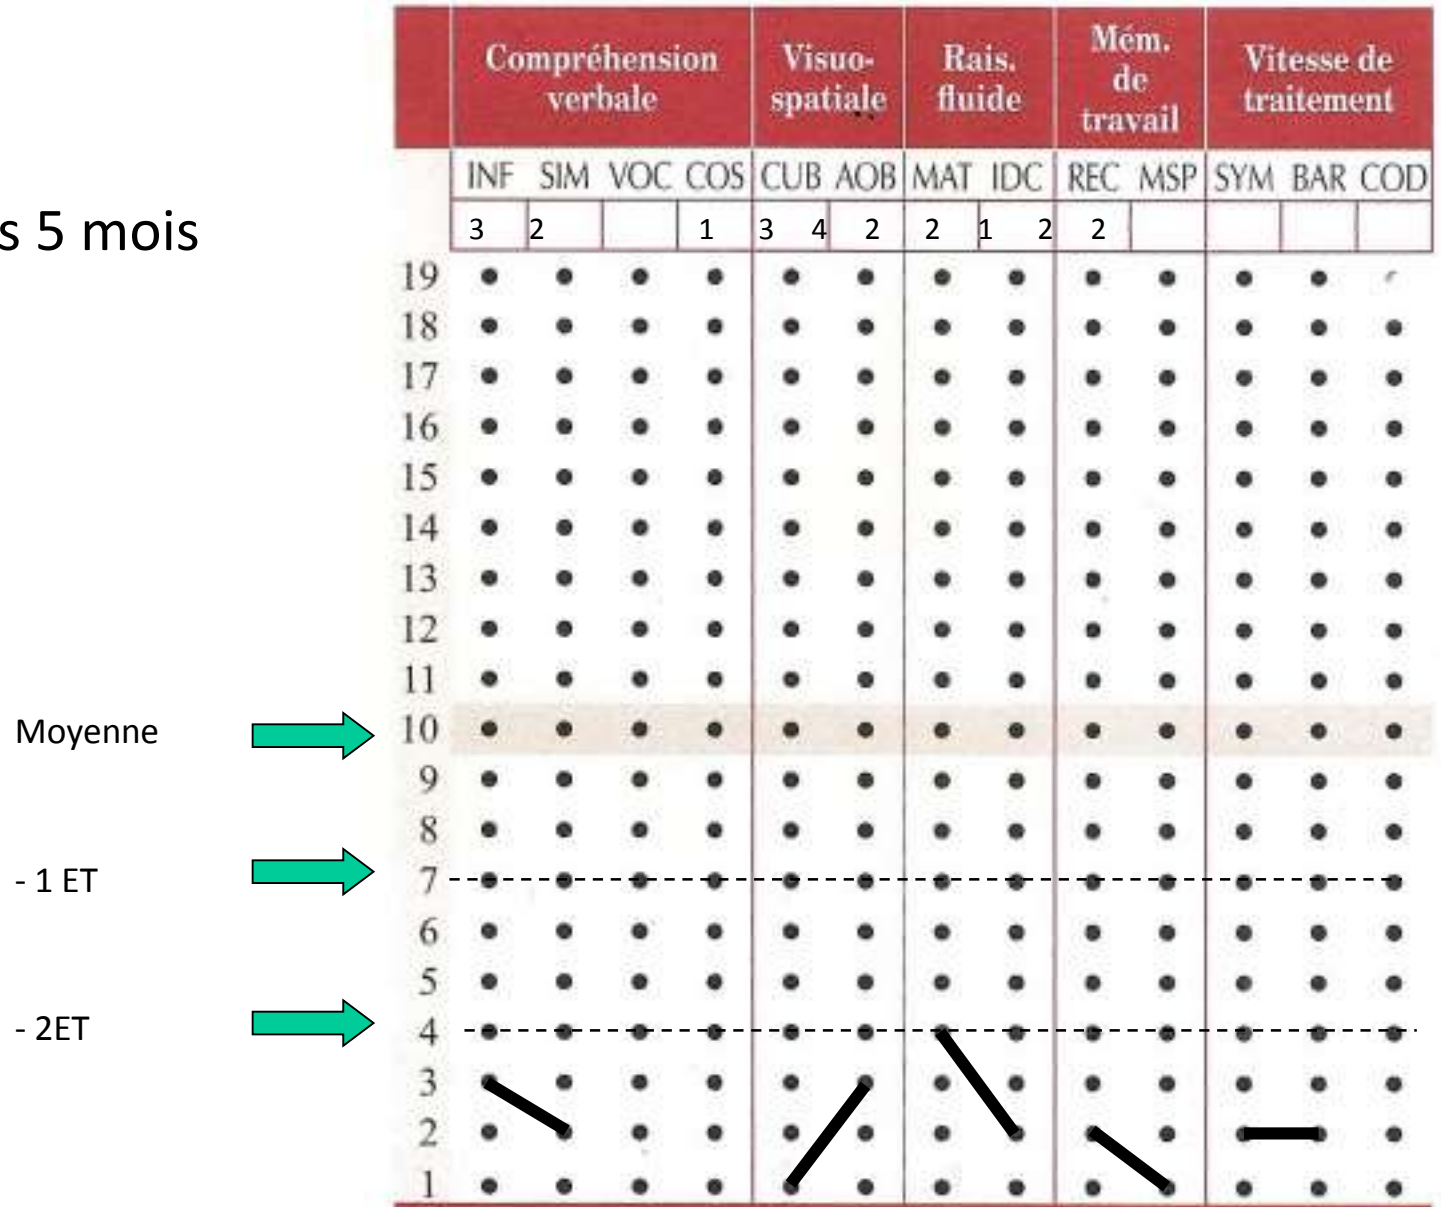 Compréhension verbale
Visuo-spatiale
Rais. fluide
Mém. de travail
Vitesse de traitement
INF SIM VOC COS CUB AOB MAT IDC REC MSP SYM BAR COD
s 5 mois
3 2 1 3 4 2 2 1 2 2
19
18
17
16
15
14
13
12
11
Moyenne 10
9
8
- 1 ET 7
6
5
- 2ET 4
3
2
1